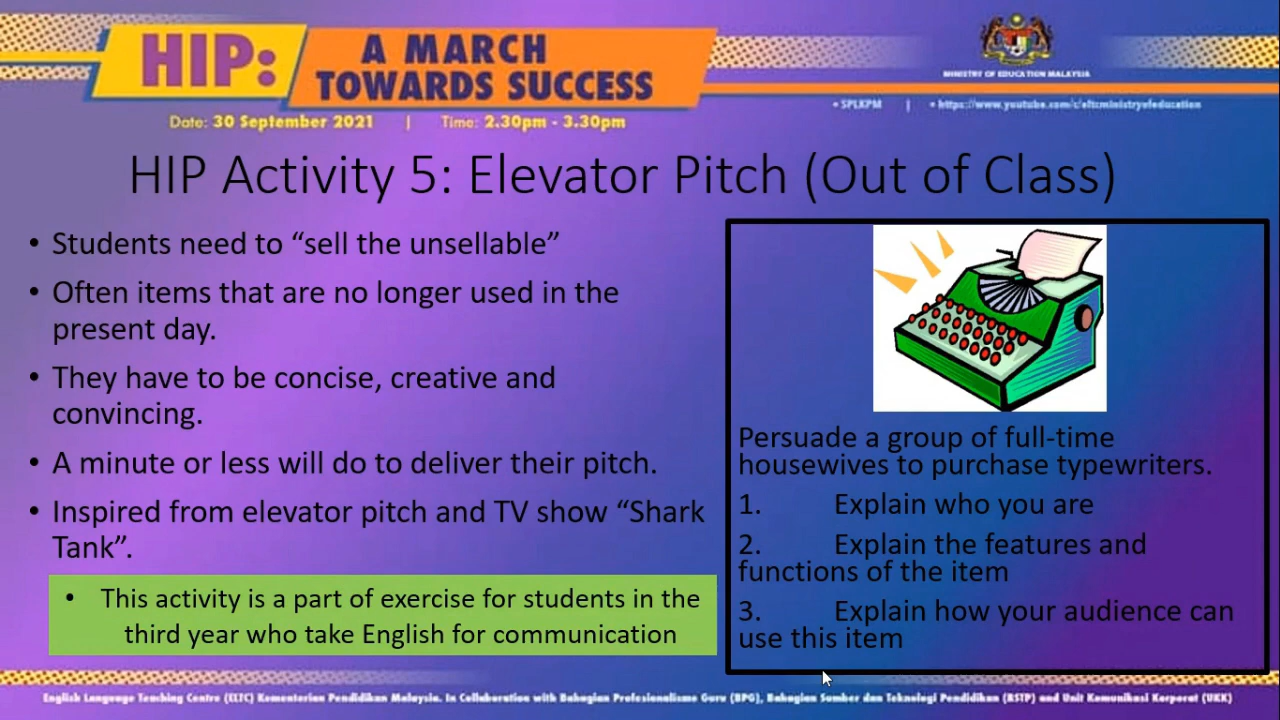 HIP:
A MARCH
TOWARDS SUCCESS
MINISTRY OF EDUCATION MALAYSIA
• SPLKPM | • https://www.youtube.com/c/eltcministryofeducation
Date: 30 September 2021 | Time: 2.30pm - 3.30pm
HIP Activity 5: Elevator Pitch (Out of Class)
• Students need to “sell the unsellable”
• Often items that are no longer used in the
present day.
• They have to be concise, creative and
convincing.
• A minute or less will do to deliver their pitch.
• Inspired from elevator pitch and TV show “Shark
Tank”.
• This activity is a part of exercise for students in the
third year who take English for communication
Persuade a group of full-time
housewives to purchase typewriters.
1. Explain who you are
2. Explain the features and
functions of the item
3. Explain how your audience can
use this item
English Language Teaching Centre (ELTC) Kementerian Pendidikan Malaysia. In Collaboration with Bahagian Profesionalisme Guru (BPG), Bahagian Sumber dan Teknologi Pendidikan (BSTP) and Unit Komunikasi Korporat (UKK)